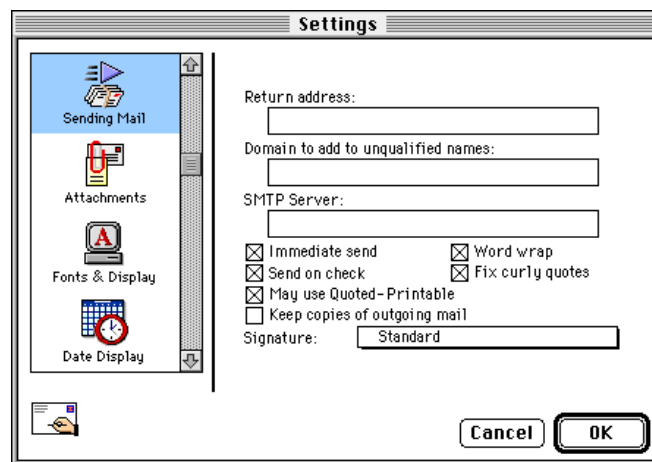 Settings
Sending Mail
Attachments
A
Fonts & Display
Date Display
Return address:
Domain to add to unqualified names:
SMTP Server:
Immediate send
Word wrap
Send on check
Fix curly quotes
May use Quoted-Printable
Keep copies of outgoing mail
Signature:
Standard
Cancel
OK